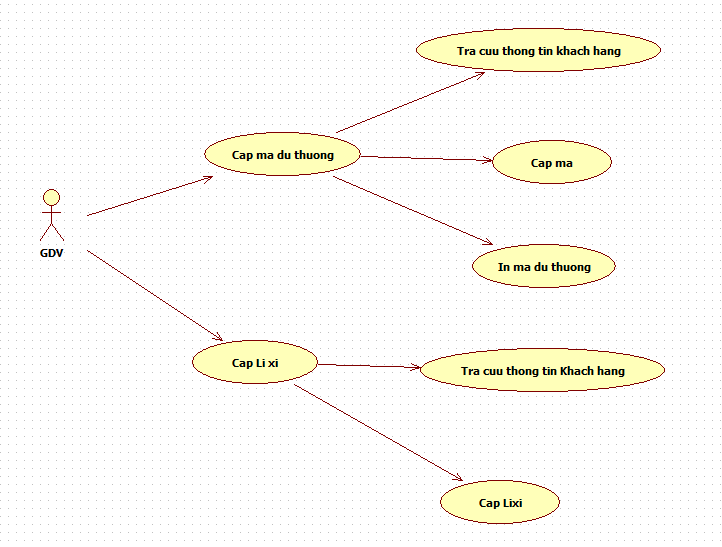 Tra cuu thong tin khach hang
Cap ma du thuong
Cap ma
GDV
In ma du thuong
Cap Li xi
Tra cuu thong tin Khach hang
Cap Lixi